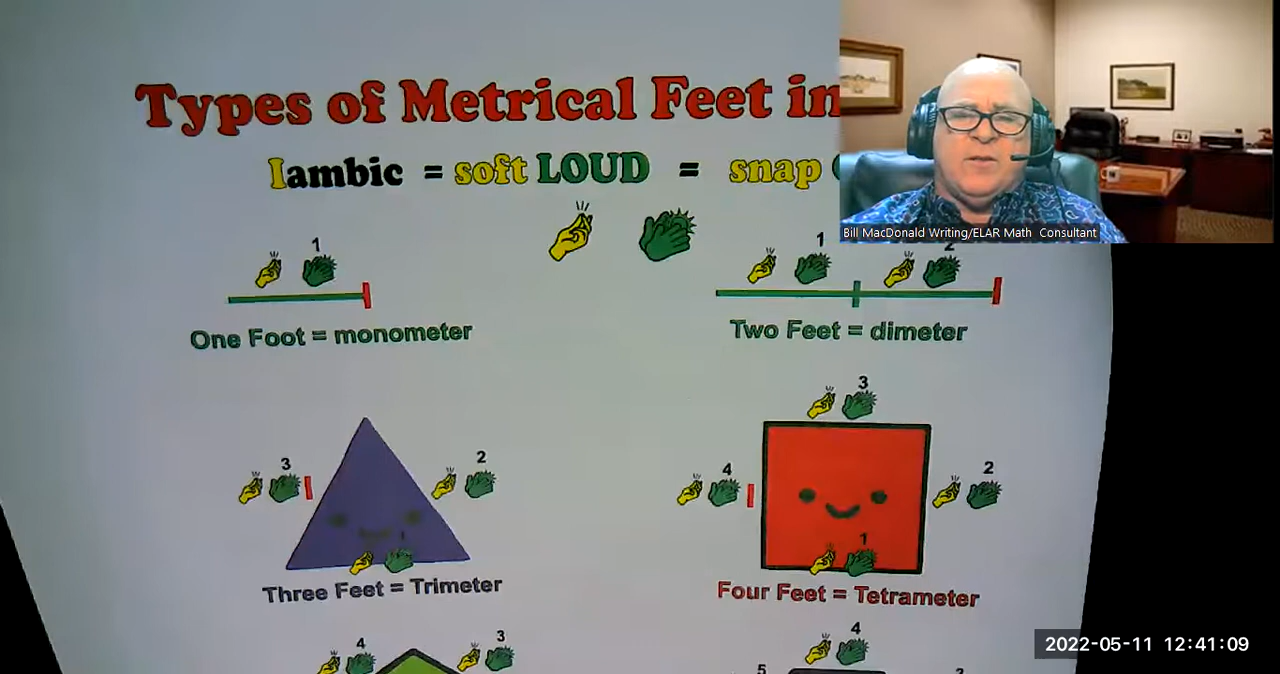 Types of Metrical Feet in
Iambic = soft LOUD = snap
Bill MacDonald Writing/ELAR Math Consultant
1
1
2
One Foot = monometer
Two Feet = dimeter
3
3
2
4
2
1
1
Three Feet = Trimeter
Four Feet = Tetrameter
4
3
4
5
2022-05-11 12:41:09